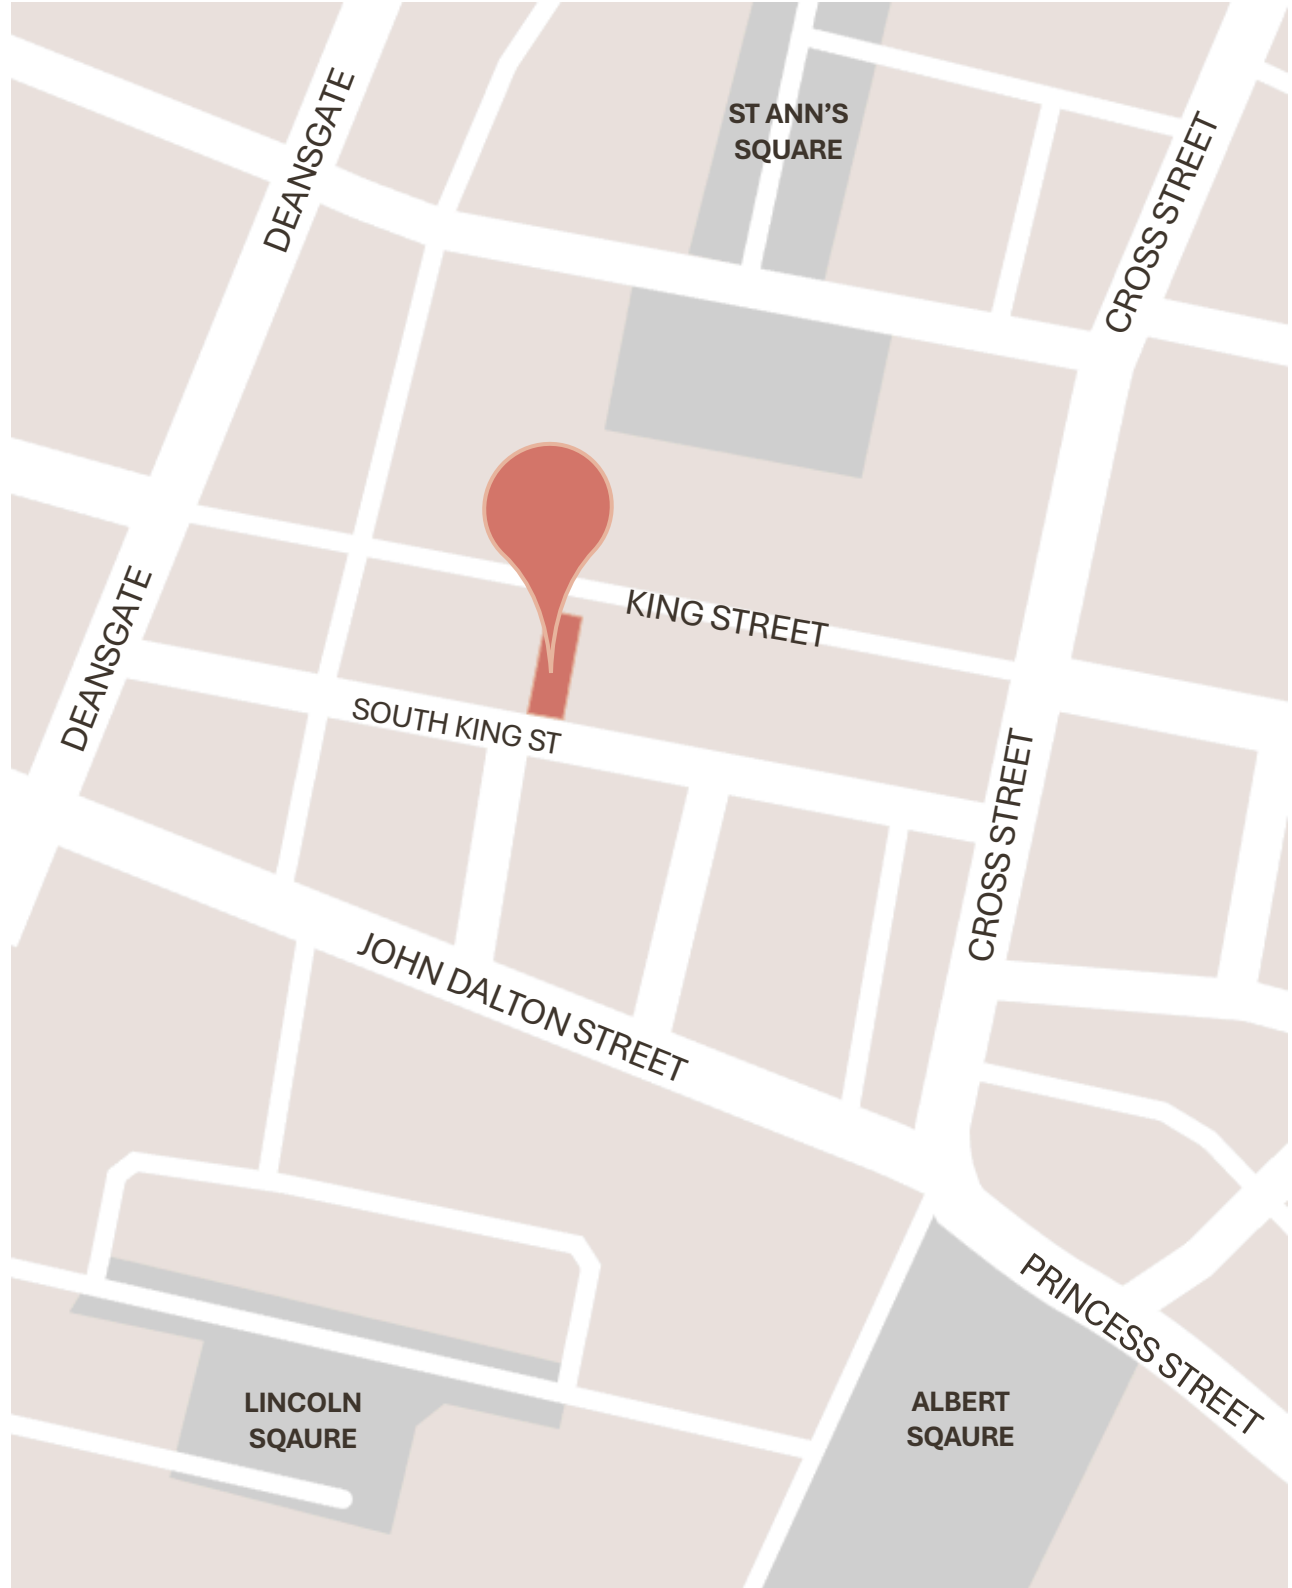 DEANSGATE
ST ANN’S
SQUARE
CROSS STREET
DEANSGATE
KING STREET
SOUTH KING ST
CROSS STREET
JOHN DALTON STREET
PRINCESS STREET
LINCOLN
SQAURE
ALBERT
SQAURE